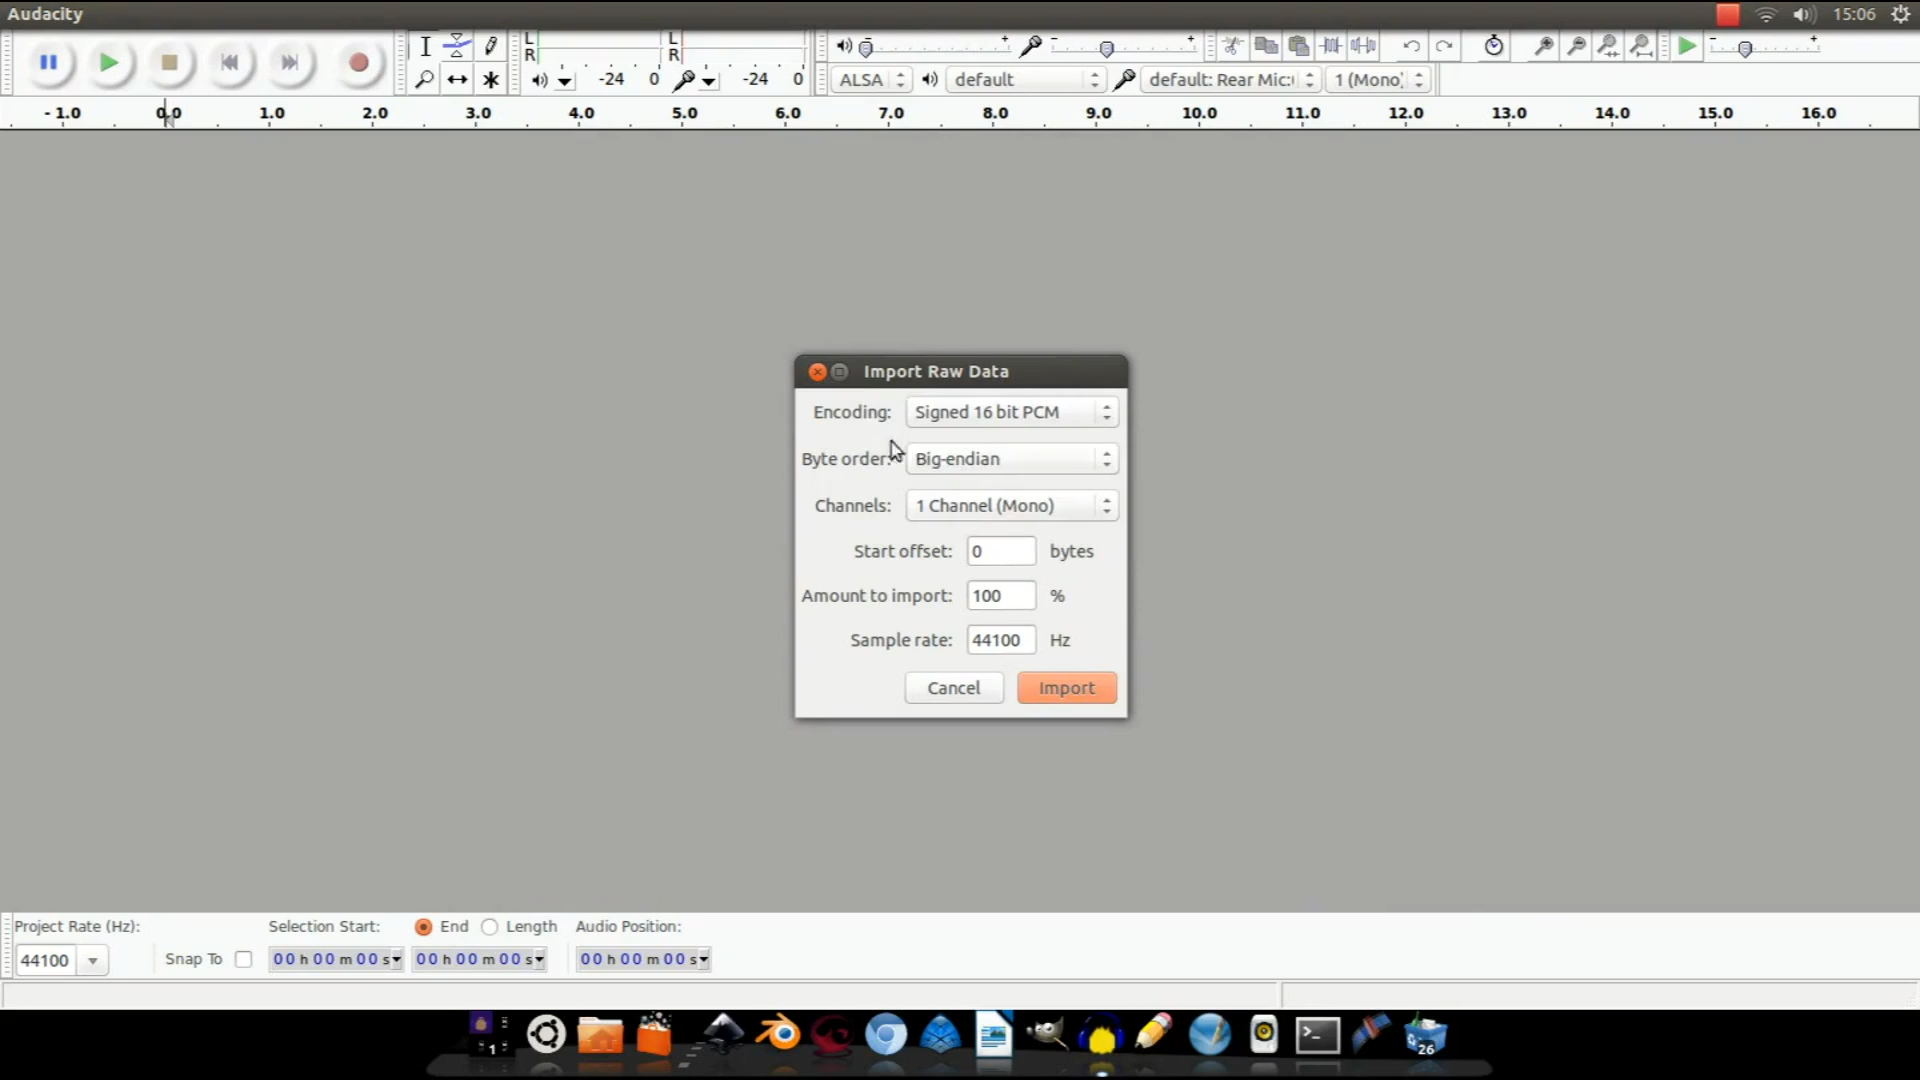 Audacity
15:06
L
R
-24 0
L
R
-24 0
ALSA
default
default: Rear Mic:
1 (Mono)
- 1.0 0.0 1.0 2.0 3.0 4.0 5.0 6.0 7.0 8.0 9.0 10.0 11.0 12.0 13.0 14.0 15.0 16.0
Import Raw Data
Encoding: Signed 16 bit PCM
Byte order: Big-endian
Channels: 1 Channel (Mono)
Start offset: 0 bytes
Amount to import: 100 %
Sample rate: 44100 Hz
Cancel Import
Project Rate (Hz):
44100
Snap To
Selection Start:
00 h 00 m 00 s
End
Length
00 h 00 m 00 s
Audio Position:
00 h 00 m 00 s
1
26